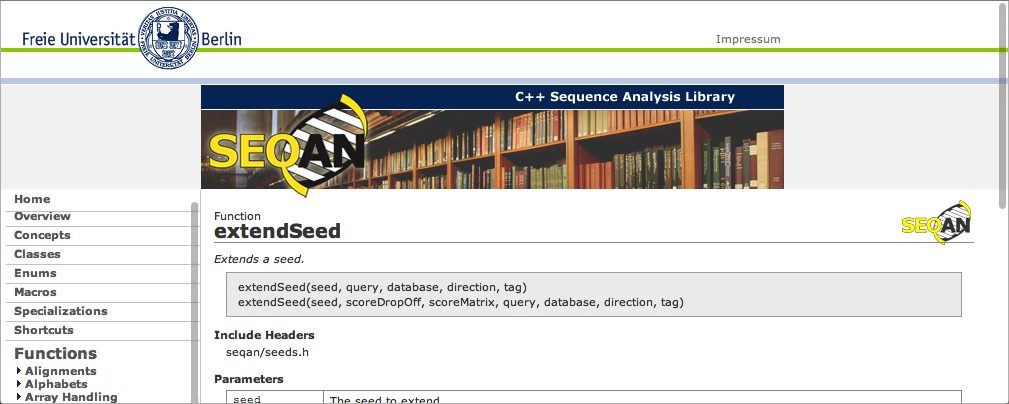 Freie Universität Berlin
Impressum
C++ Sequence Analysis Library
SEQAN
Home
Overview
Concepts
Classes
Enums
Macros
Specializations
Shortcuts
Functions
Alignments
Alphabets
Array Handling
Function
extendSeed
SEQAN
Extends a seed.
extendSeed(seed, query, database, direction, tag)
extendSeed(seed, scoreDropOff, scoreMatrix, query, database, direction, tag)
Include Headers
seqan/seeds.h
Parameters
seed
The seed to extend